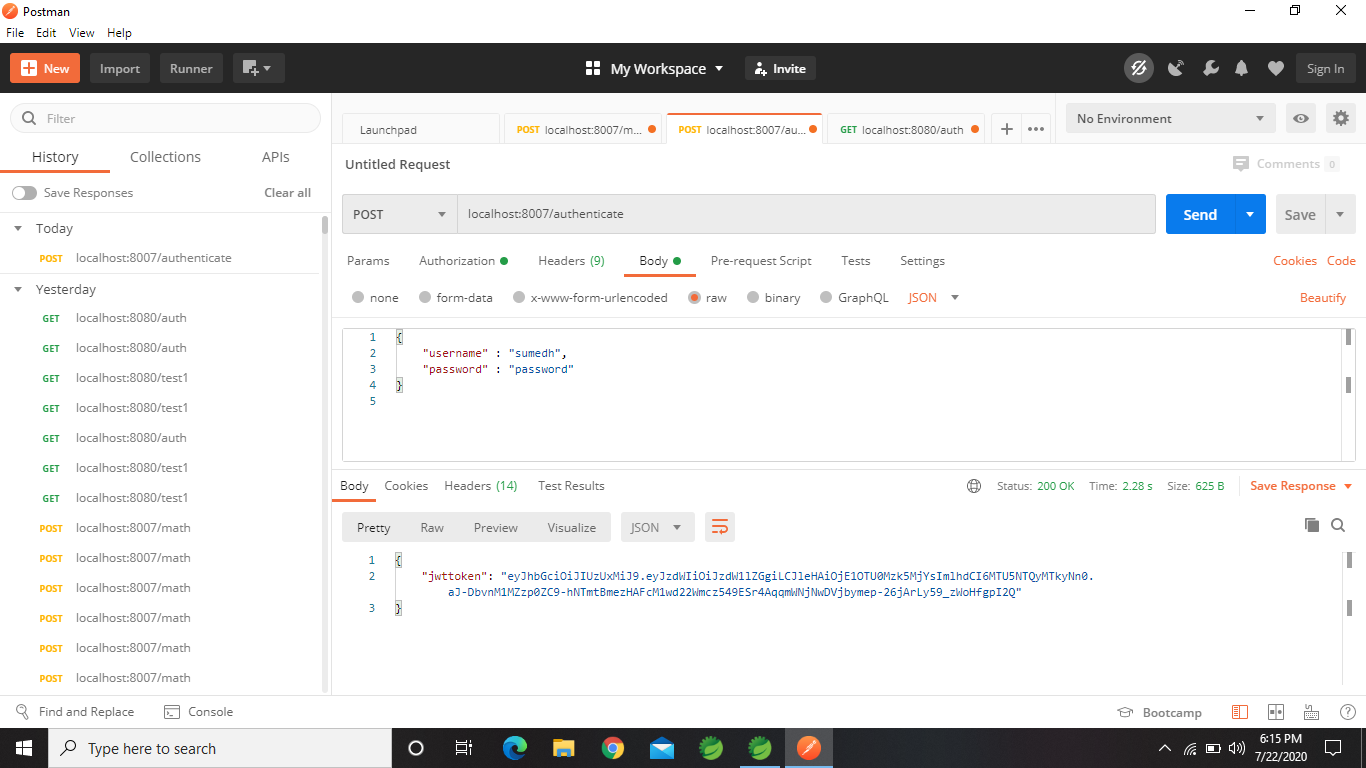 Postman
File Edit View Help
New Import Runner My Workspace Invite Sign In
Filter
History Collections APIs
Save Responses Clear all
Today
POST localhost:8007/authenticate
Yesterday
GET localhost:8080/auth
GET localhost:8080/auth
GET localhost:8080/test1
GET localhost:8080/test1
GET localhost:8080/auth
GET localhost:8080/test1
GET localhost:8080/test1
POST localhost:8007/math
POST localhost:8007/math
POST localhost:8007/math
POST localhost:8007/math
POST localhost:8007/math
POST localhost:8007/math
Launchpad POST localhost:8007/m... POST localhost:8007/au... GET localhost:8080/auth No Environment
Untitled Request Comments 0
POST localhost:8007/authenticate Send Save
Params Authorization Headers (9) Body Pre-request Script Tests Settings Cookies Code
none form-data x-www-form-urlencoded raw binary GraphQL JSON Beautify
1 {
2 "username" : "sumedh",
3 "password" : "password"
4 }
5
Body Cookies Headers (14) Test Results Status: 200 OK Time: 2.28 s Size: 625 B Save Response
Pretty Raw Preview Visualize JSON
1 {
2 "jwttoken": "eyJhbGciOiJIUzUxMiJ9.eyJzdWIiOiJzdW1lZGgiLCJleHAiOjE1OTU0Mzk5MjYsImlhdCI6MTU5NTQyMTkyNn0.
aJ-DbvnM1MZzp0ZC9-hNTmtBmezHAFcM1wd22Wmcz549ESr4AqqmWNjNwDVjbymep-26jArLy59_zWoHfgpI2Q"
3 }
Find and Replace Console Bootcamp
Type here to search
6:15 PM
7/22/2020